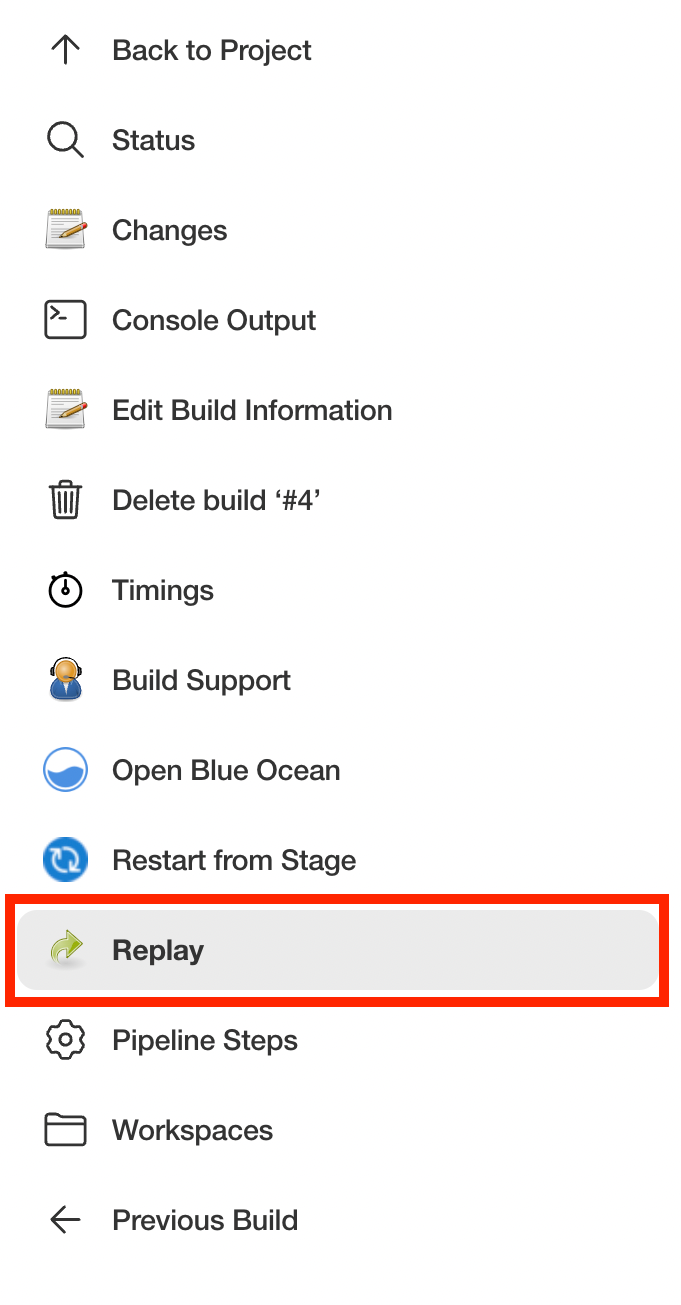 Back to Project
Status
Changes
Console Output
Edit Build Information
Delete build ‘#4’
Timings
Build Support
Open Blue Ocean
Restart from Stage
Replay
Pipeline Steps
Workspaces
Previous Build